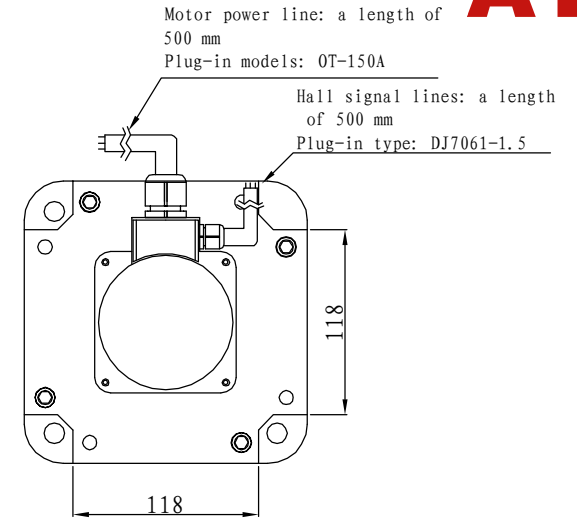 Motor power line: a length of
500 mm
Plug-in models: OT-150A
Hall signal lines: a length
of 500 mm
Plug-in type: DJ7061-1.5
118
118